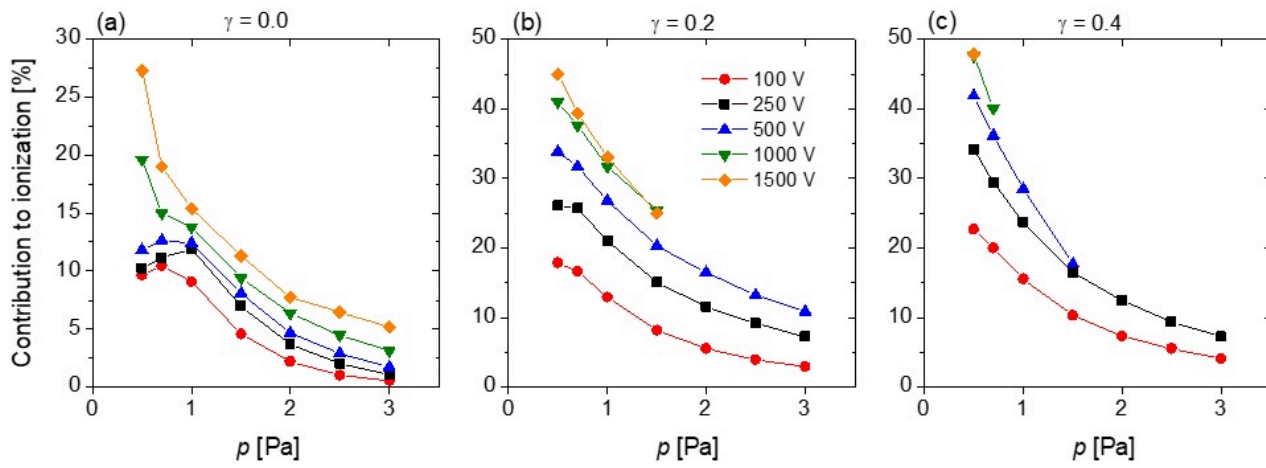 (a) γ = 0.0
Contribution to ionization [%]
30
25
20
15
10
5
0
0 1 2 3
p [Pa]
(b) γ = 0.2
50
40
30
20
10
0
100 V
250 V
500 V
1000 V
1500 V
0 1 2 3
p [Pa]
(c) γ = 0.4
50
40
30
20
10
0
0 1 2 3
p [Pa]